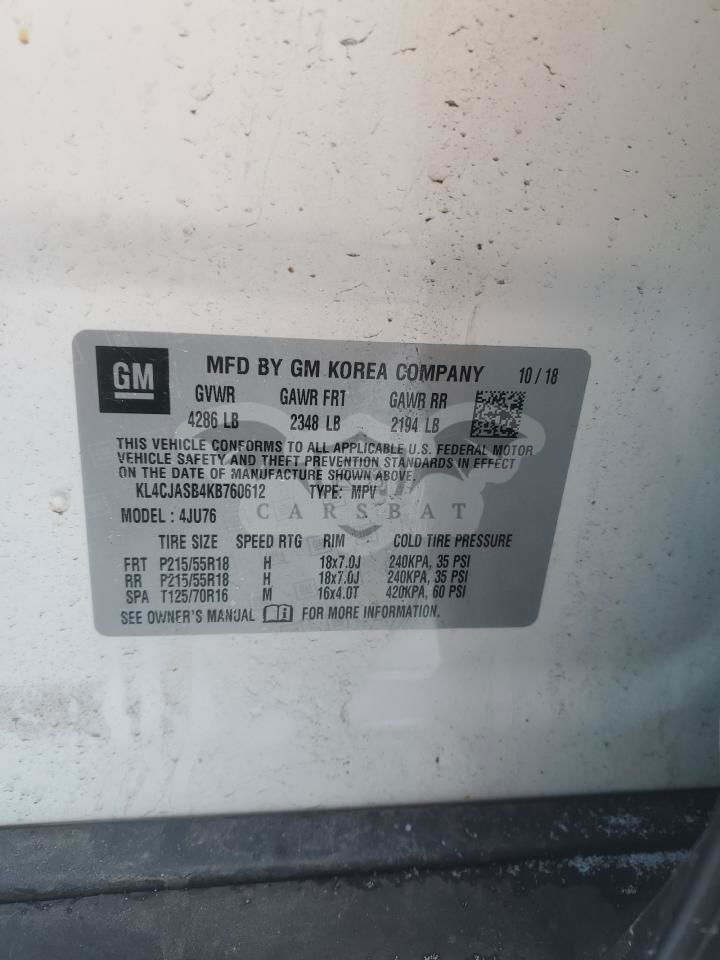 GM MFD BY GM KOREA COMPANY 10 / 18
GVWR GAWR FRT GAWR RR
4286 LB 2348 LB 2194 LB
THIS VEHICLE CONFORMS TO ALL APPLICABLE U.S. FEDERAL MOTOR
VEHICLE SAFETY AND THEFT PREVENTION STANDARDS IN EFFECT
ON THE DATE OF MANUFACTURE SHOWN ABOVE.
KL4CJASB4KB760612 TYPE: MPV
CARSBAT
MODEL : 4JU76
TIRE SIZE SPEED RTG RIM COLD TIRE PRESSURE
FRT P215/55R18 H 18x7.0J 240KPA, 35 PSI
RR P215/55R18 H 18x7.0J 240KPA, 35 PSI
SPA T125/70R16 M 16x4.0T 420KPA, 60 PSI
SEE OWNER'S MANUAL FOR MORE INFORMATION.